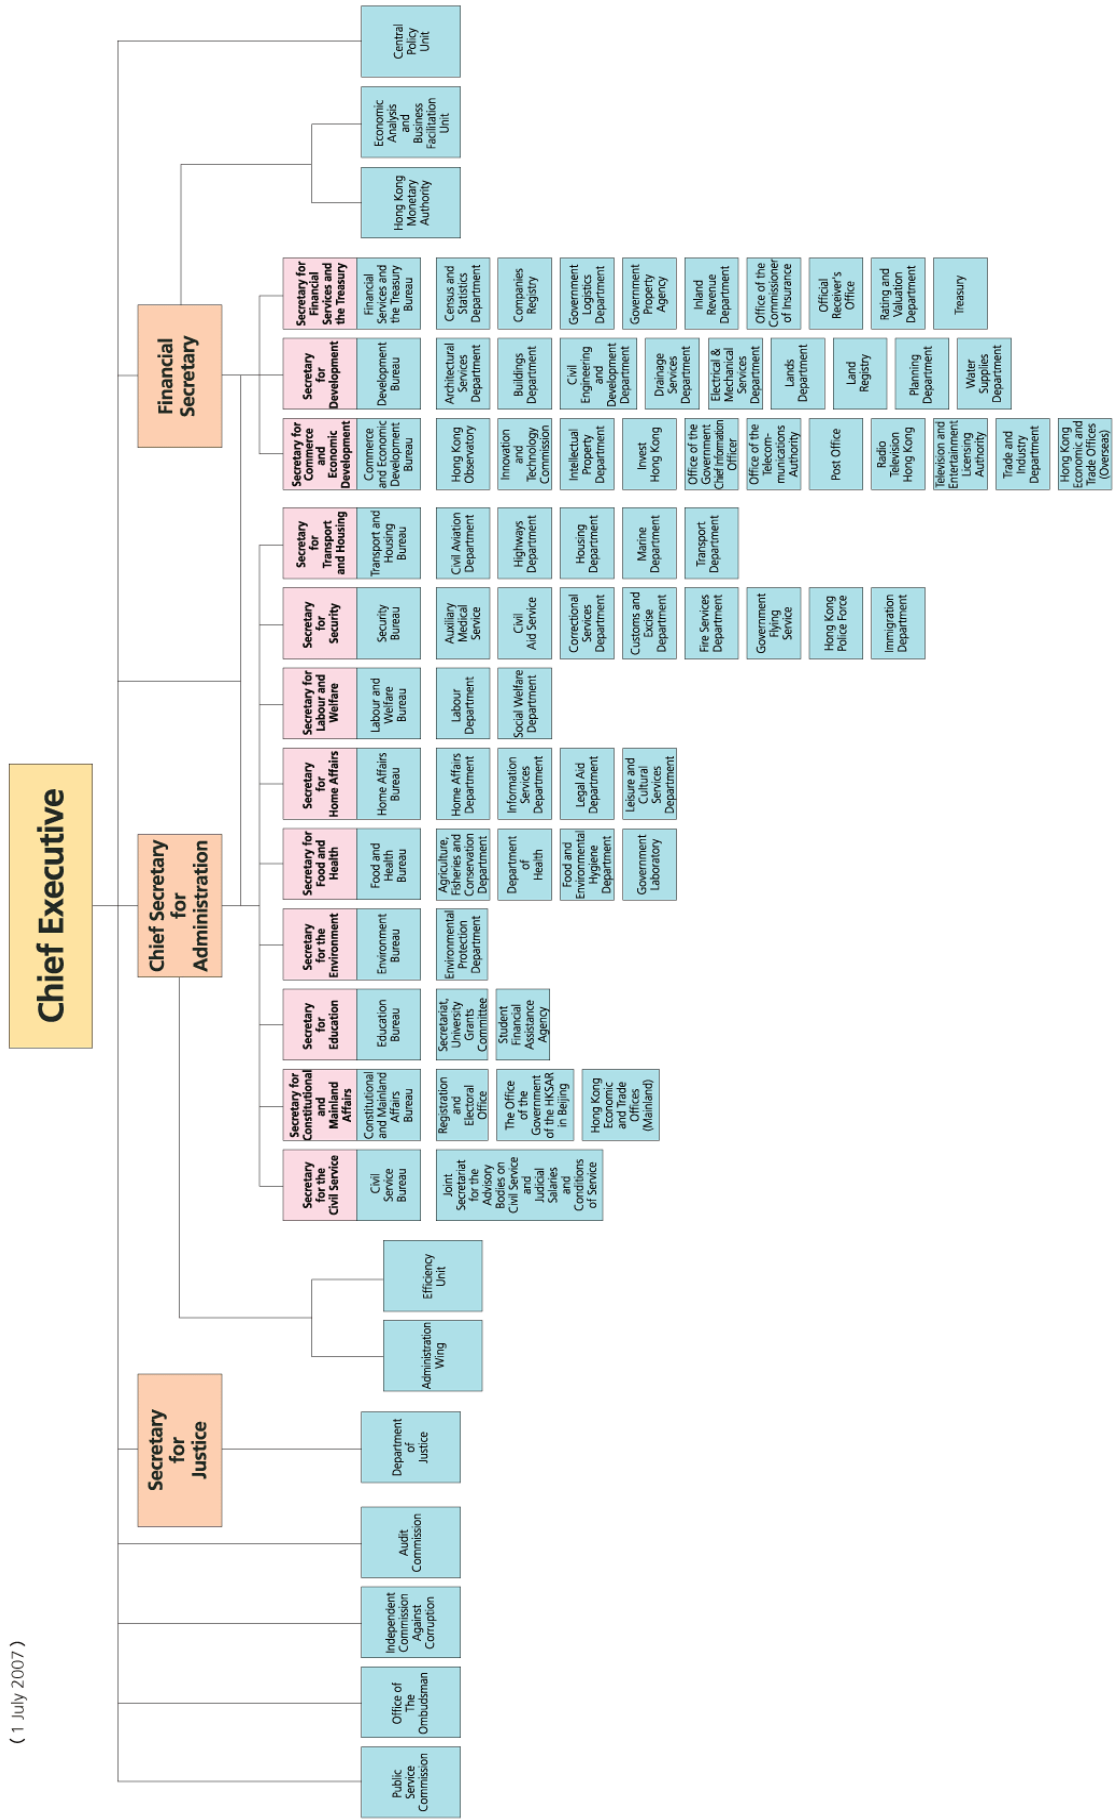 ( 1 July 2007 )
Chief Executive
Secretary
for
Justice
Chief Secretary
for
Administration
Financial
Secretary
Public
Service
Commission
Office of
The
Ombudsman
Independent
Commission
Against
Corruption
Audit
Commission
Department
of
Justice
Administration
Wing
Efficiency
Unit
Secretary
for the
Civil Service
Civil
Service
Bureau
Joint
Secretariat
for the
Advisory
Bodies on
Civil Service
and
Judicial
Salaries
and
Conditions
of Service
Secretary for
Constitutional
and
Mainland
Affairs
Constitutional
and Mainland
Affairs
Bureau
Registration
and
Electoral
Office
The Office
of the
Government
of the HKSAR
in Beijing
Hong Kong
Economic
and Trade
Offices
(Mainland)
Secretary
for
Education
Education
Bureau
Secretariat,
University
Grants
Committee
Student
Financial
Assistance
Agency
Secretary
for the
Environment
Environment
Bureau
Environmental
Protection
Department
Secretary for
Food and
Health
Food and
Health
Bureau
Agriculture,
Fisheries and
Conservation
Department
Department
of
Health
Food and
Environmental
Hygiene
Department
Government
Laboratory
Secretary
for
Home Affairs
Home Affairs
Bureau
Home Affairs
Department
Information
Services
Department
Legal Aid
Department
Leisure and
Cultural
Services
Department
Secretary for
Labour and
Welfare
Labour and
Welfare
Bureau
Labour
Department
Social Welfare
Department
Secretary
for
Security
Security
Bureau
Auxiliary
Medical
Service
Civil
Aid Service
Correctional
Services
Department
Customs and
Excise
Department
Fire Services
Department
Government
Flying
Service
Hong Kong
Police Force
Immigration
Department
Secretary
for
Transport
and Housing
Transport and
Housing
Bureau
Civil Aviation
Department
Highways
Department
Housing
Department
Marine
Department
Transport
Department
Secretary for
Commerce
and
Economic
Development
Commerce
and Economic
Development
Bureau
Hong Kong
Observatory
Innovation
and
Technology
Commission
Intellectual
Property
Department
Invest
Hong Kong
Office of the
Government
Chief Information
Officer
Office of the
Telecom-
munications
Authority
Post Office
Radio
Television
Hong Kong
Television and
Entertainment
Licensing
Authority
Trade and
Industry
Department
Hong Kong
Economic and
Trade Offices
(Overseas)
Secretary
for
Development
Development
Bureau
Architectural
Services
Department
Buildings
Department
Civil
Engineering
and
Development
Department
Drainage
Services
Department
Electrical &
Mechanical
Services
Department
Lands
Department
Land
Registry
Planning
Department
Water
Supplies
Department
Secretary for
Financial
Services and
the Treasury
Financial
Services and
the Treasury
Bureau
Census and
Statistics
Department
Companies
Registry
Government
Logistics
Department
Government
Property
Agency
Inland
Revenue
Department
Office of the
Commissioner
of Insurance
Official
Receiver's
Office
Rating and
Valuation
Department
Treasury
Hong Kong
Monetary
Authority
Economic
Analysis
and
Business
Facilitation
Unit
Central
Policy
Unit